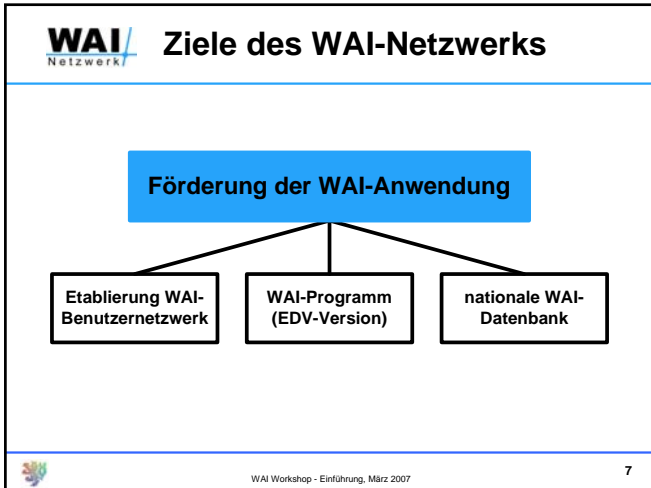 WAI
Netzwerk
Ziele des WAI-Netzwerks
Förderung der WAI-Anwendung
Etablierung WAI-
Benutzernetzwerk
WAI-Programm
(EDV-Version)
nationale WAI-
Datenbank
WAI Workshop - Einführung, März 2007
7